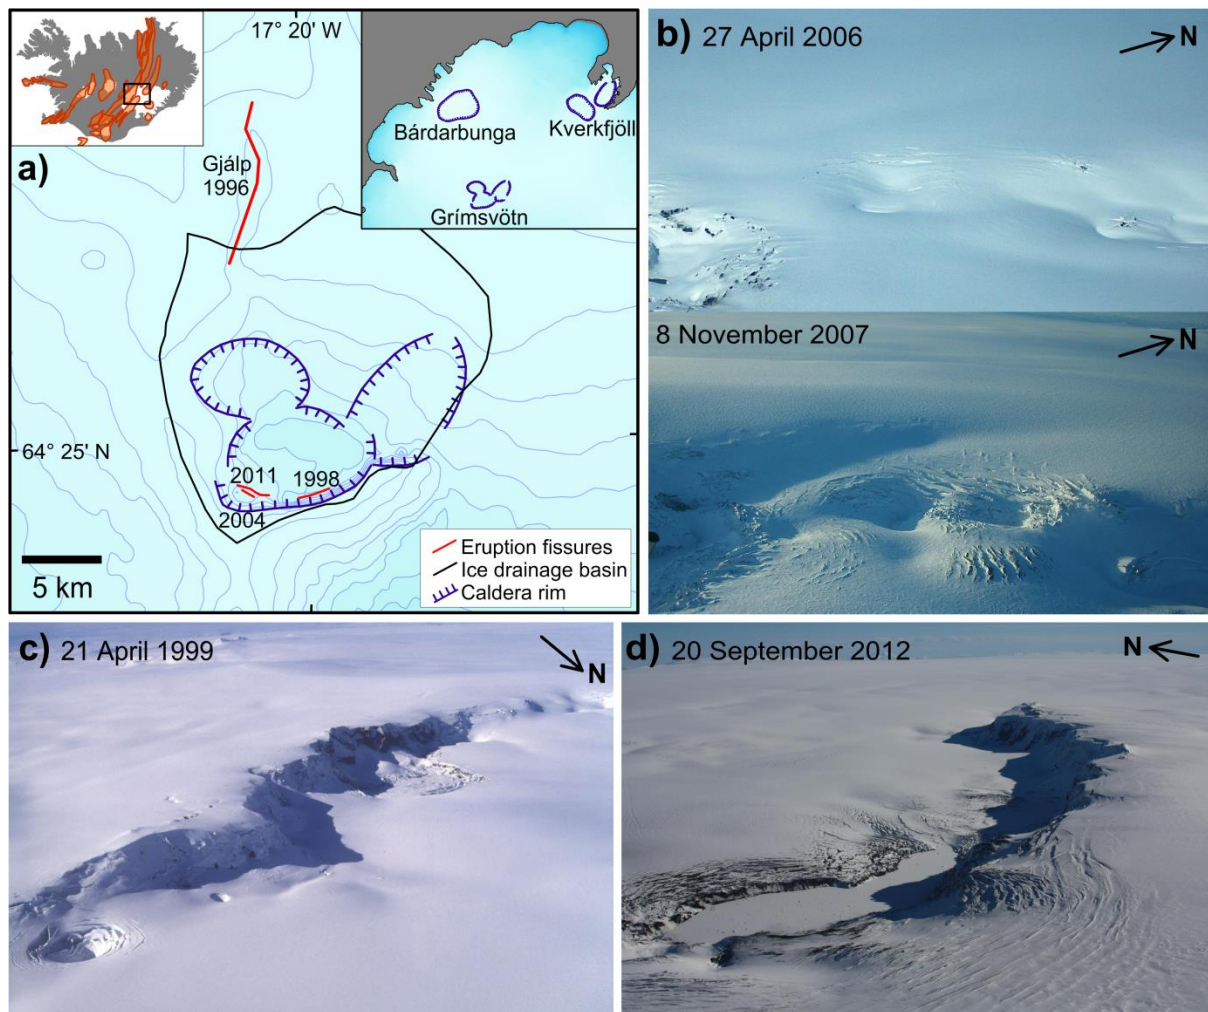 17° 20' W
a)
Gjálp
1996
Bárdarbunga
Kverkfjöll
Grímsvötn
64° 25' N
2011
1998
2004
5 km
Eruption fissures
Ice drainage basin
Caldera rim
b) 27 April 2006
N
8 November 2007
N
c) 21 April 1999
N
d) 20 September 2012
N